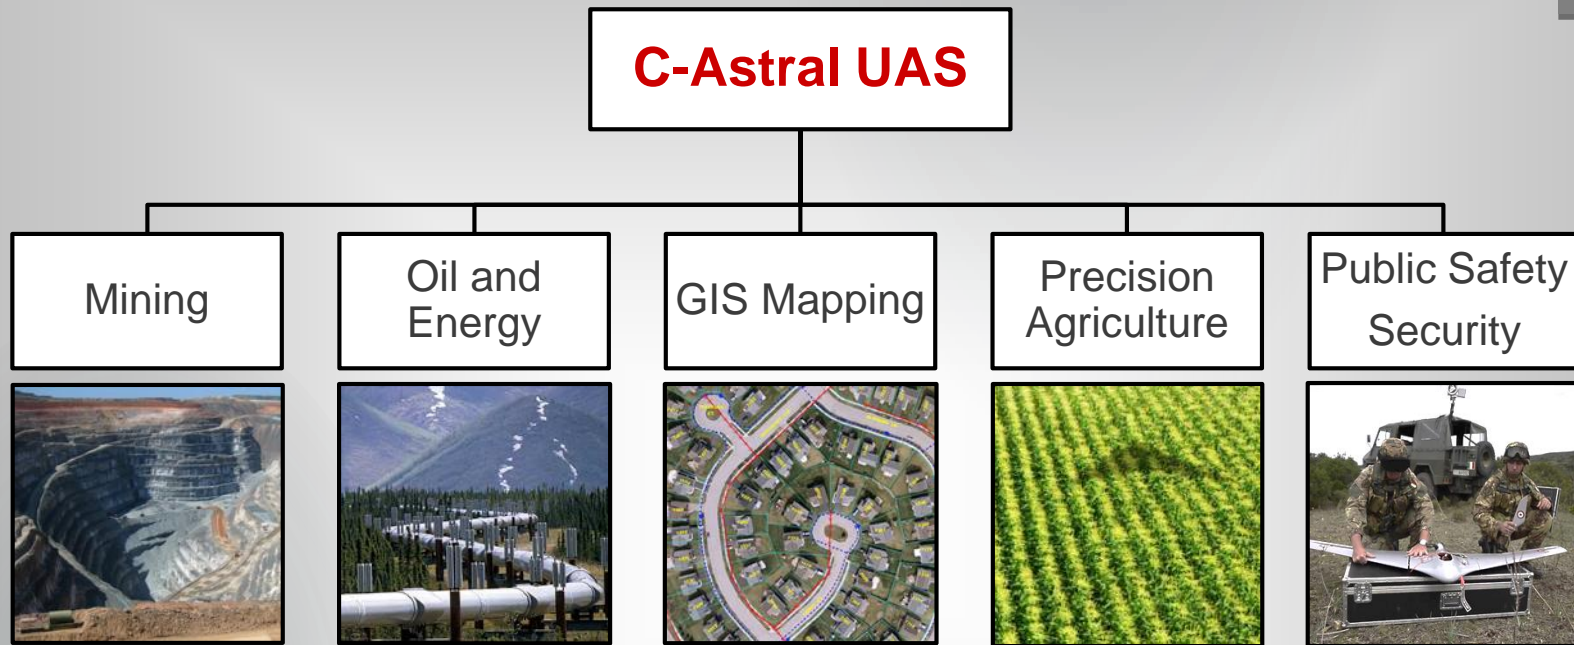 C-Astral UAS
Mining
Oil and
Energy
GIS Mapping
Precision
Agriculture
Public Safety
Security